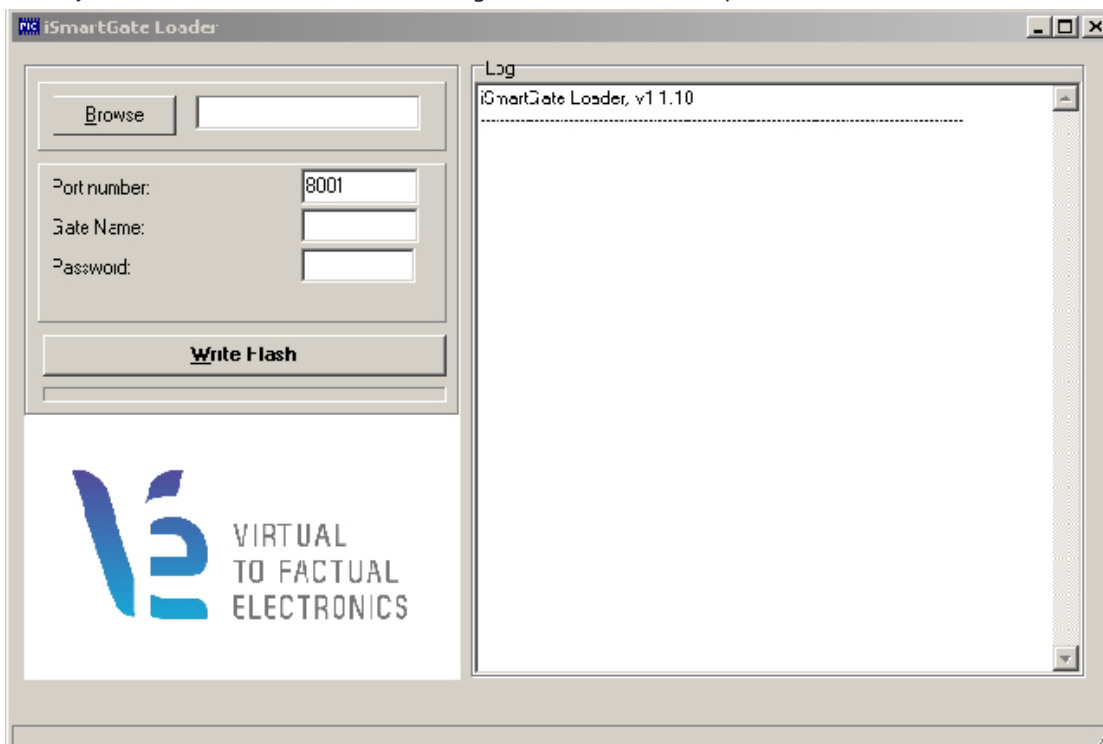 iSmartGate Loader
Browse
Port number: 8001
Gate Name:
Password:
Write Flash
VIRTUAL
TO FACTUAL
ELECTRONICS
Log
iSmartGate Loader, v1.1.10